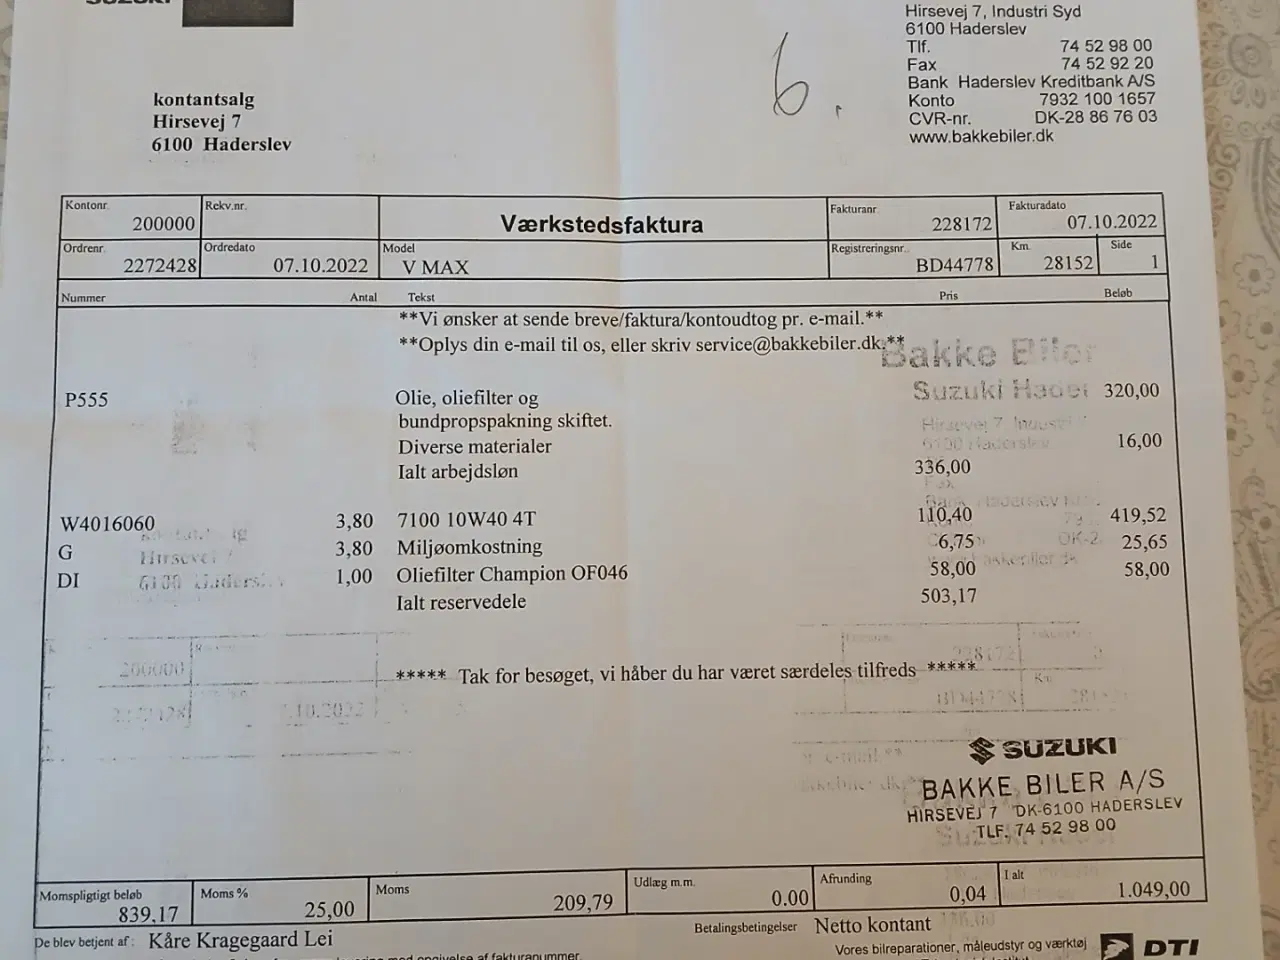 SUZUKI
Hirsevej 7, Industri Syd
6100 Haderslev
Tlf. 74 52 98 00
Fax 74 52 92 20
Bank Haderslev Kreditbank A/S
Konto 7932 100 1657
CVR-nr. DK-28 86 76 03
www.bakkebiler.dk
6.
kontantsalg
Hirsevej 7
6100 Haderslev
Kontonr. Rekv.nr. Værkstedsfaktura Fakturanr. Fakturadato
200000 228172 07.10.2022
Ordrenr. Ordredato Model Registreringsnr. Km. Side
2272428 07.10.2022 V MAX BD44778 28152 1
Nummer Antal Tekst Pris Beløb
**Vi ønsker at sende breve/faktura/kontoudtog pr. e-mail.**
**Oplys din e-mail til os, eller skriv service@bakkebiler.dk.**
Bakke Biler
Suzuki Hader
P555 Olie, oliefilter og 320,00
bundpropspakning skiftet.
Diverse materialer 16,00
Ialt arbejdsløn 336,00
W4016060 3,80 7100 10W40 4T 110,40 419,52
G 3,80 Miljøomkostning 6,75 25,65
DI 1,00 Oliefilter Champion OF046 58,00 58,00
Ialt reservedele 503,17
***** Tak for besøget, vi håber du har været særdeles tilfreds *****
SUZUKI
BAKKE BILER A/S
HIRSEVEJ 7 DK-6100 HADERSLEV
TLF. 74 52 98 00
Momspligtigt beløb Moms % Moms Udlæg m.m. Afrunding I alt
839,17 25,00 209,79 0.00 0,04 1.049,00
De blev betjent af: Kåre Kragegaard Lei Betalingsbetingelser Netto kontant
Vores bilreparationer, måleudstyr og værktøj DTI